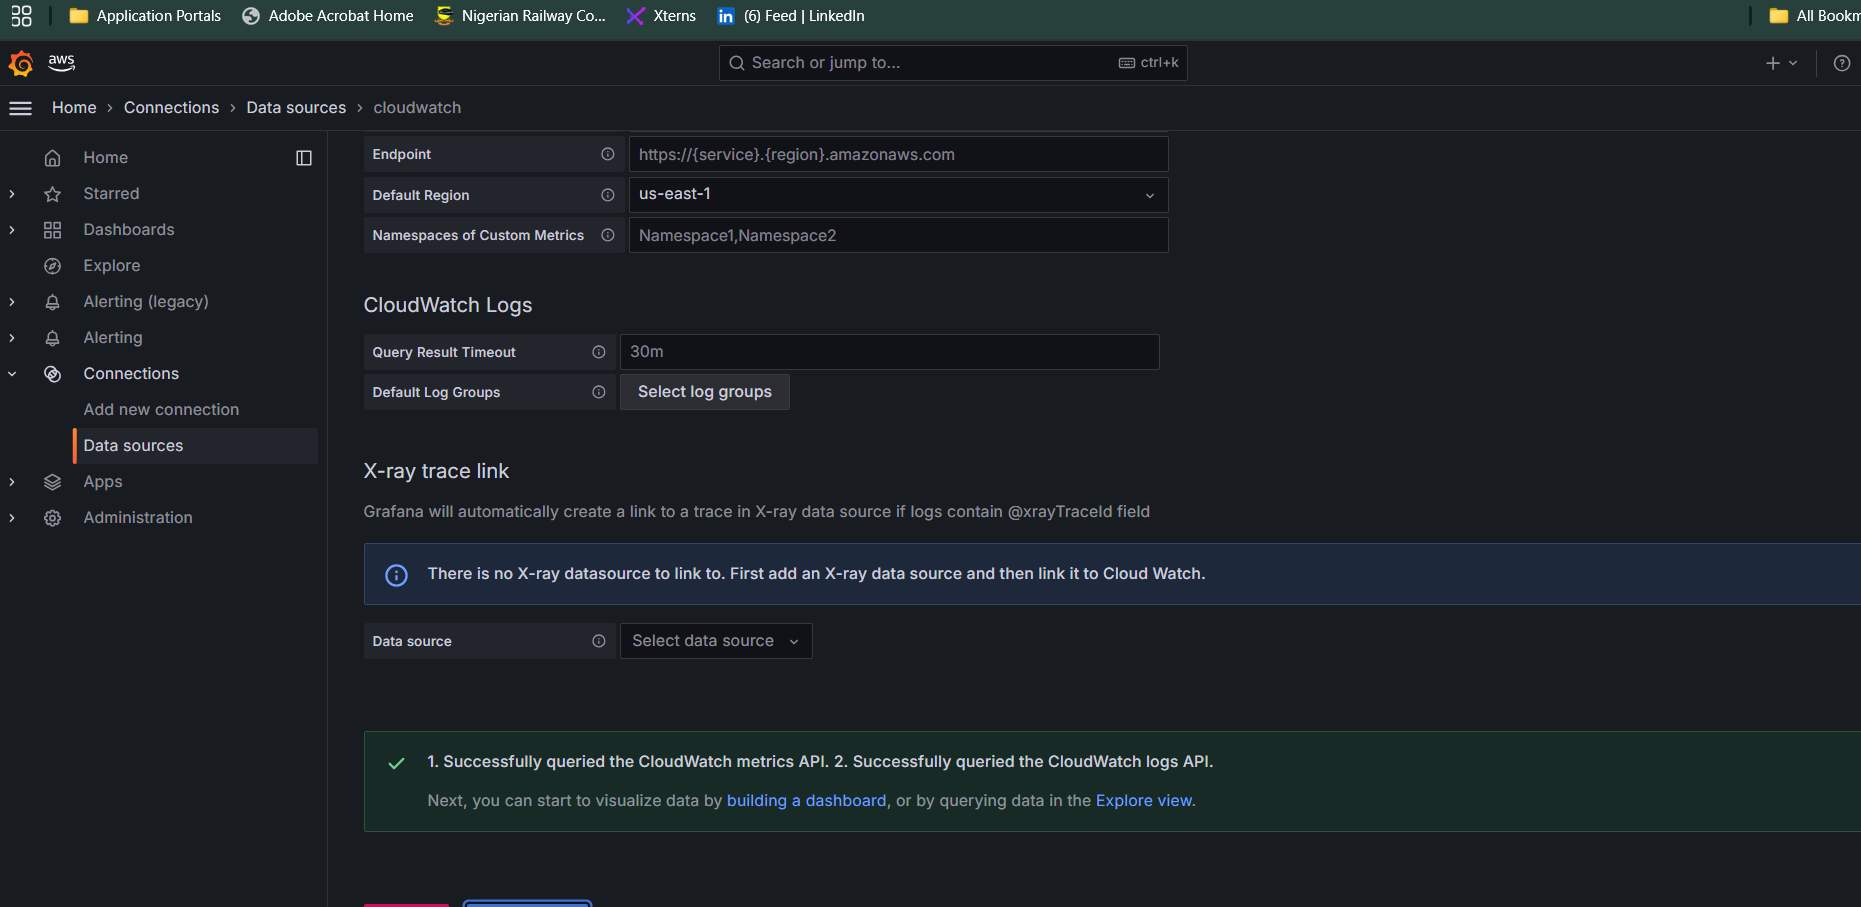 Application Portals
Adobe Acrobat Home
Nigerian Railway Co...
Xterns
in (6) Feed | LinkedIn
All Bookm
aws
Search or jump to...
ctrl+k
Home > Connections > Data sources > cloudwatch
Home
Starred
Dashboards
Explore
Alerting (legacy)
Alerting
Connections
Add new connection
Data sources
Apps
Administration
Endpoint
https://{service}.{region}.amazonaws.com
Default Region
us-east-1
Namespaces of Custom Metrics
Namespace1,Namespace2
CloudWatch Logs
Query Result Timeout
30m
Default Log Groups
Select log groups
X-ray trace link
Grafana will automatically create a link to a trace in X-ray data source if logs contain @xrayTraceId field
There is no X-ray datasource to link to. First add an X-ray data source and then link it to Cloud Watch.
Data source
Select data source
1. Successfully queried the CloudWatch metrics API. 2. Successfully queried the CloudWatch logs API.
Next, you can start to visualize data by building a dashboard, or by querying data in the Explore view.